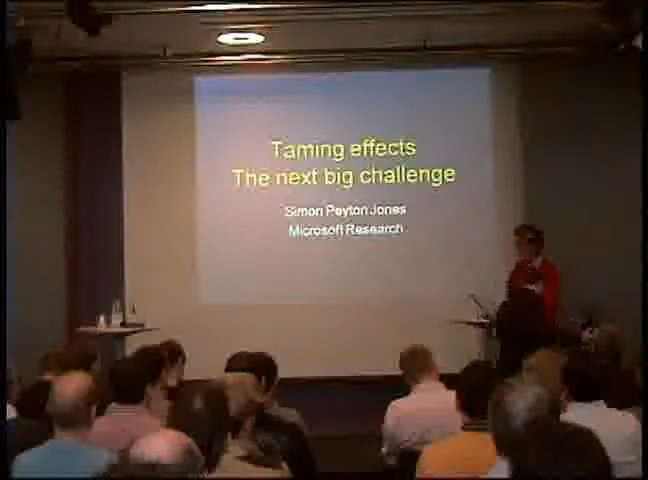 Taming effects
The next big challenge
Simon Peyton Jones
Microsoft Research